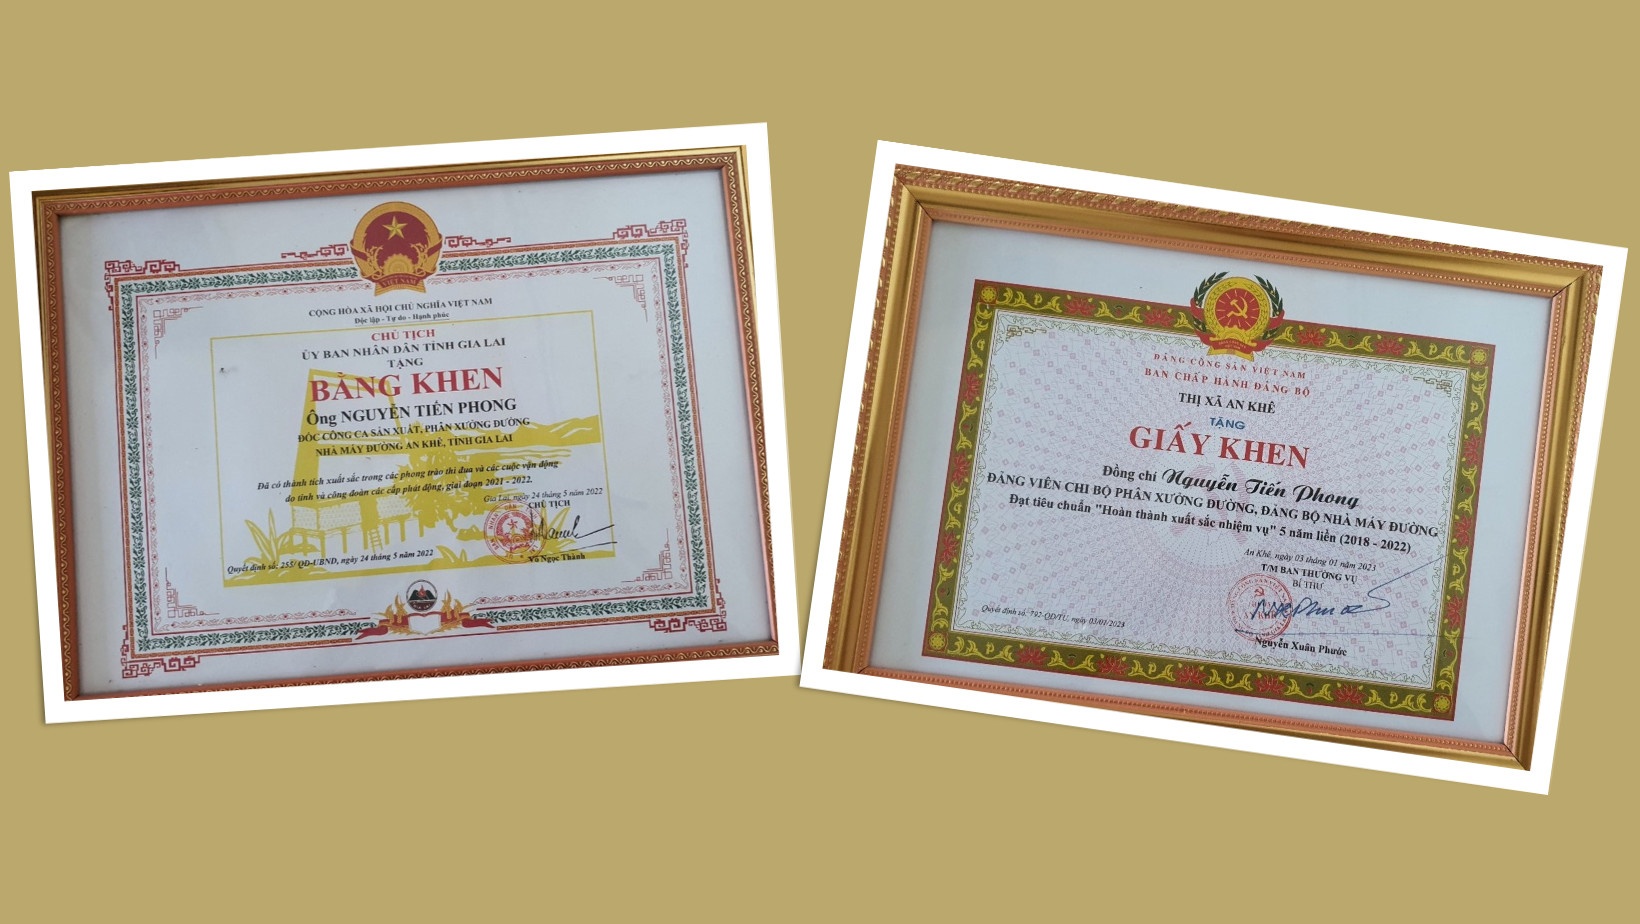 VIỆT NAM
CỘNG HÒA XÃ HỘI CHỦ NGHĨA VIỆT NAM
Độc lập - Tự do - Hạnh phúc
CHỦ TỊCH
ỦY BAN NHÂN DÂN TỈNH GIA LAI
TẶNG
BẰNG KHEN
Ông NGUYỄN TIẾN PHONG
ĐỐC CÔNG CA SẢN XUẤT, PHÂN XƯỞNG ĐƯỜNG
NHÀ MÁY ĐƯỜNG AN KHÊ, TỈNH GIA LAI
Đã có thành tích xuất sắc trong các phong trào thi đua và các cuộc vận động
do tỉnh và công đoàn các cấp phát động, giai đoạn 2021 - 2022.
Gia Lai, ngày 24 tháng 5 năm 2022
CHỦ TỊCH
Quyết định số: 255/ QĐ-UBND, ngày 24 tháng 5 năm 2022
Võ Ngọc Thành
ĐẢNG CỘNG SẢN VIỆT NAM
BAN CHẤP HÀNH ĐẢNG BỘ
THỊ XÃ AN KHÊ
TẶNG
GIẤY KHEN
Đồng chí Nguyễn Tiến Phong
ĐẢNG VIÊN CHI BỘ PHÂN XƯỞNG ĐƯỜNG, ĐẢNG BỘ NHÀ MÁY ĐƯỜNG
Đạt tiêu chuẩn "Hoàn thành xuất sắc nhiệm vụ" 5 năm liền (2018 - 2022)
An Khê, ngày 03 tháng 01 năm 2023
T/M BAN THƯỜNG VỤ
BÍ THƯ
Quyết định số: 792-QĐ/TU, ngày 03/01/2023
Nguyễn Xuân Phước